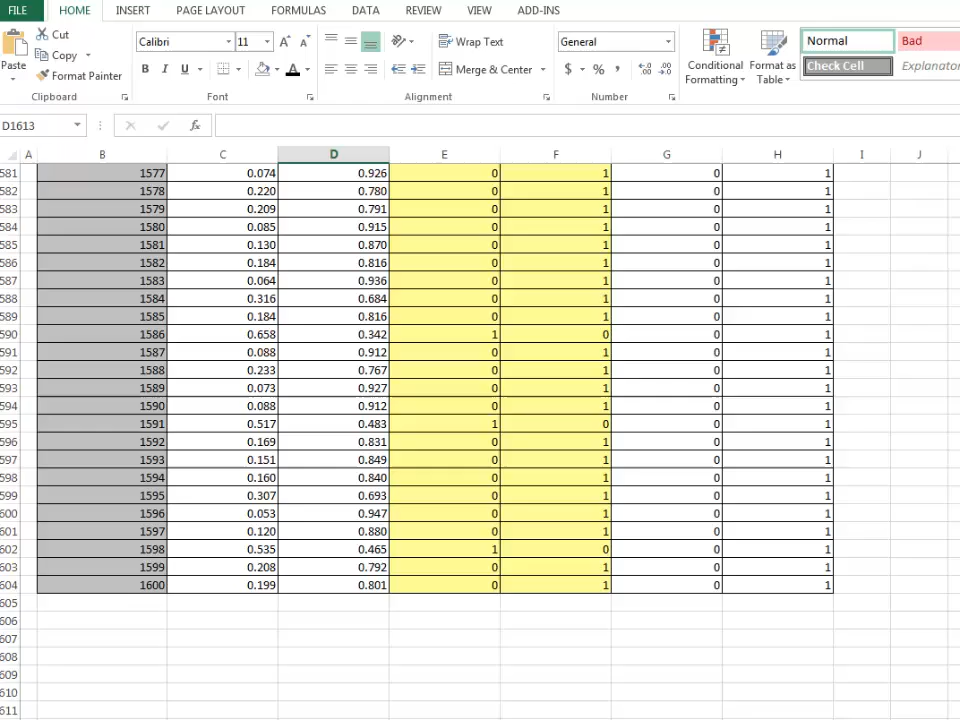 FILE HOME INSERT PAGE LAYOUT FORMULAS DATA REVIEW VIEW ADD-INS
Cut
Copy
Format Painter
Paste
Calibri 11 A A
B I U A
Wrap Text
Merge & Center
General
$ % , .0 .00 .00 .0
Conditional Formatting
Format as Table
Normal Bad
Check Cell Explanator
Clipboard Font Alignment Number
D1613 fx
A B C D E F G H I J
581 1577 0.074 0.926 0 1 0 1
582 1578 0.220 0.780 0 1 0 1
583 1579 0.209 0.791 0 1 0 1
584 1580 0.085 0.915 0 1 0 1
585 1581 0.130 0.870 0 1 0 1
586 1582 0.184 0.816 0 1 0 1
587 1583 0.064 0.936 0 1 0 1
588 1584 0.316 0.684 0 1 0 1
589 1585 0.184 0.816 0 1 0 1
590 1586 0.658 0.342 1 0 0 1
591 1587 0.088 0.912 0 1 0 1
592 1588 0.233 0.767 0 1 0 1
593 1589 0.073 0.927 0 1 0 1
594 1590 0.088 0.912 0 1 0 1
595 1591 0.517 0.483 1 0 0 1
596 1592 0.169 0.831 0 1 0 1
597 1593 0.151 0.849 0 1 0 1
598 1594 0.160 0.840 0 1 0 1
599 1595 0.307 0.693 0 1 0 1
600 1596 0.053 0.947 0 1 0 1
601 1597 0.120 0.880 0 1 0 1
602 1598 0.535 0.465 1 0 0 1
603 1599 0.208 0.792 0 1 0 1
604 1600 0.199 0.801 0 1 0 1
605
606
607
608
609
610
611